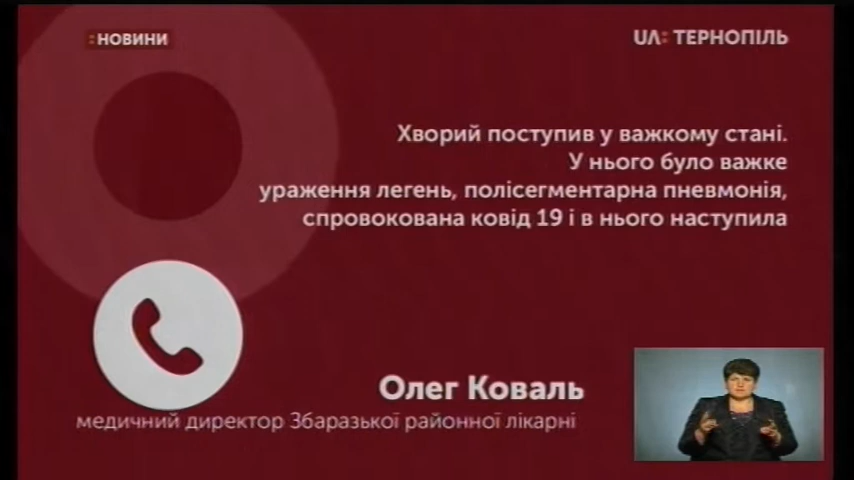 :НОВИНИ
UA: ТЕРНОПІЛЬ
Хворий поступив у важкому стані.
У нього було важке
ураження легень, полісегментарна пневмонія,
спровокована ковід 19 і в нього наступила
Олег Коваль
медичний директор Збаразької районної лікарні